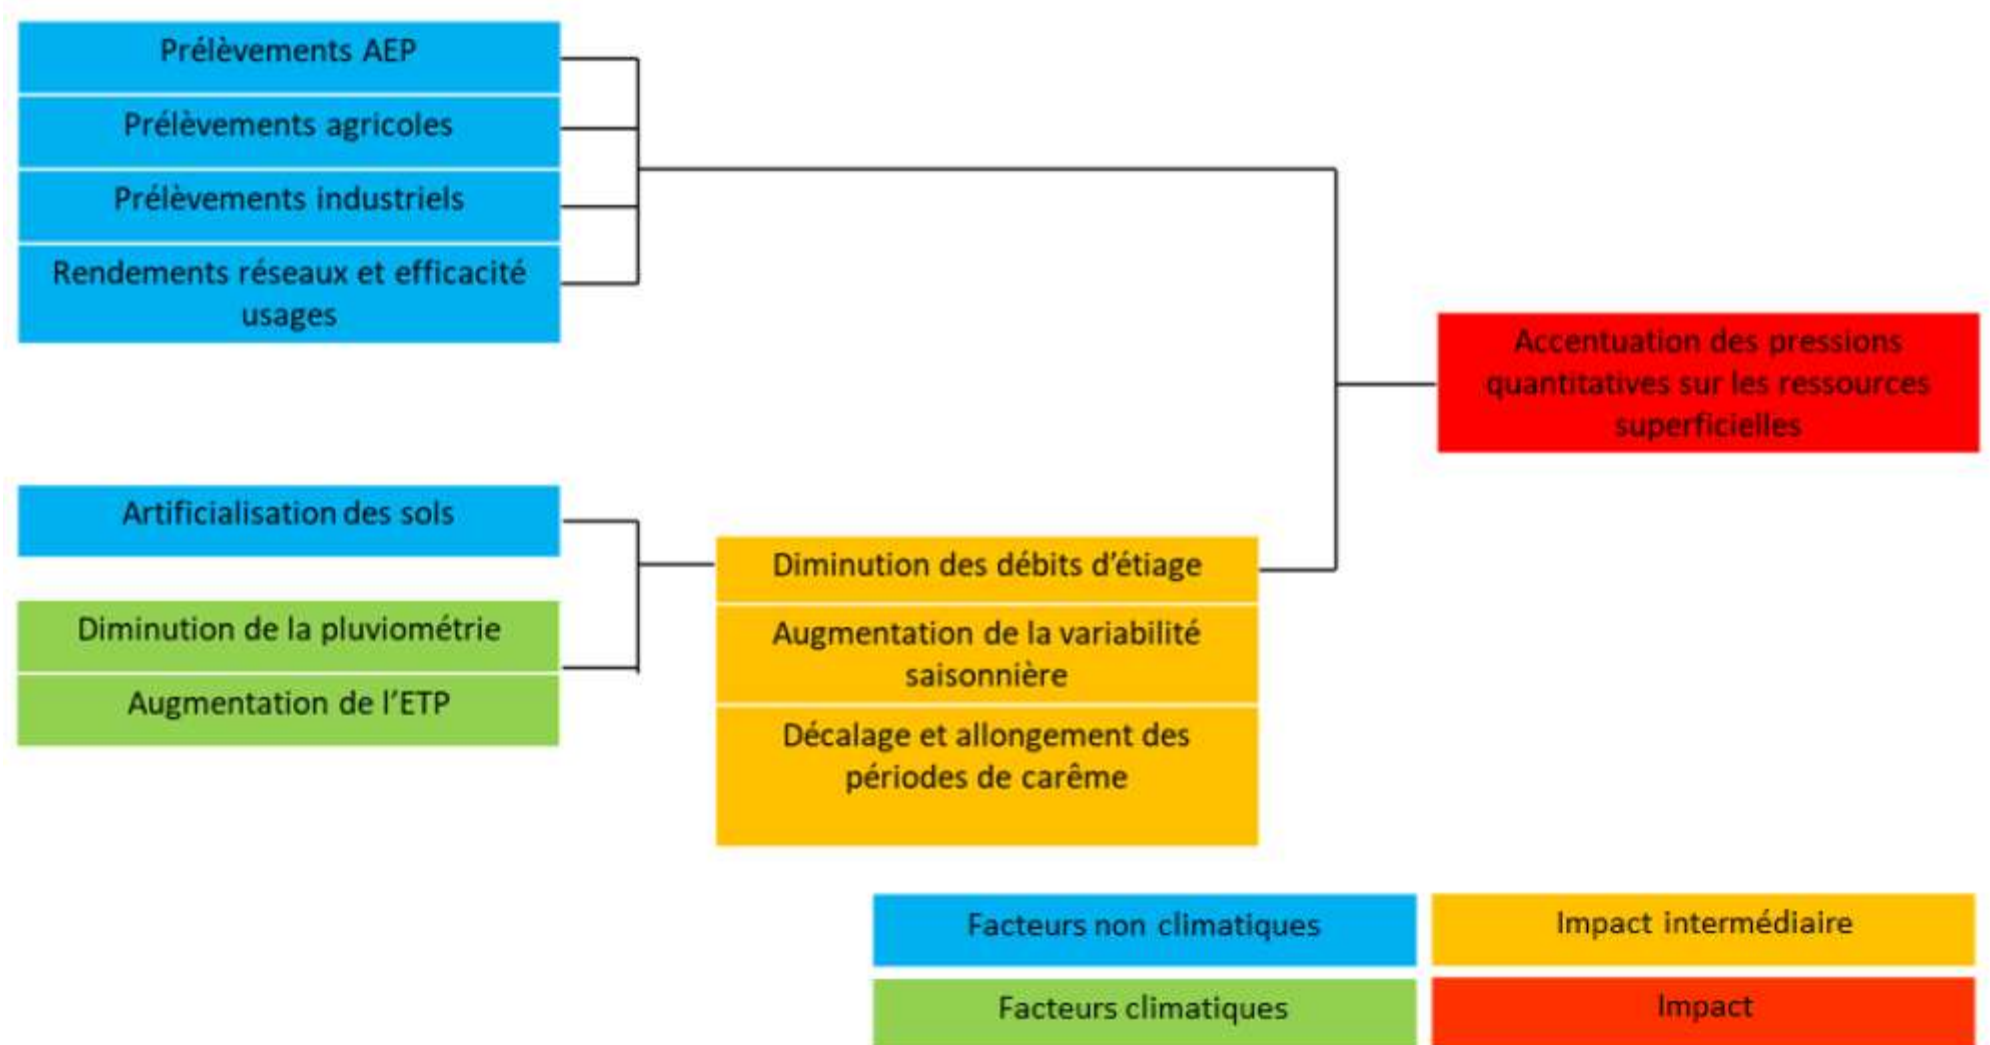 Prélèvements AEP
Prélèvements agricoles
Prélèvements industriels
Rendements réseaux et efficacité
usages
Accentuation des pressions
quantitatives sur les ressources
superficielles
Artificialisation des sols
Diminution de la pluviométrie
Augmentation de l'ETP
Diminution des débits d'étiage
Augmentation de la variabilité
saisonnière
Décalage et allongement des
périodes de carême
Facteurs non climatiques
Impact intermédiaire
Facteurs climatiques
Impact